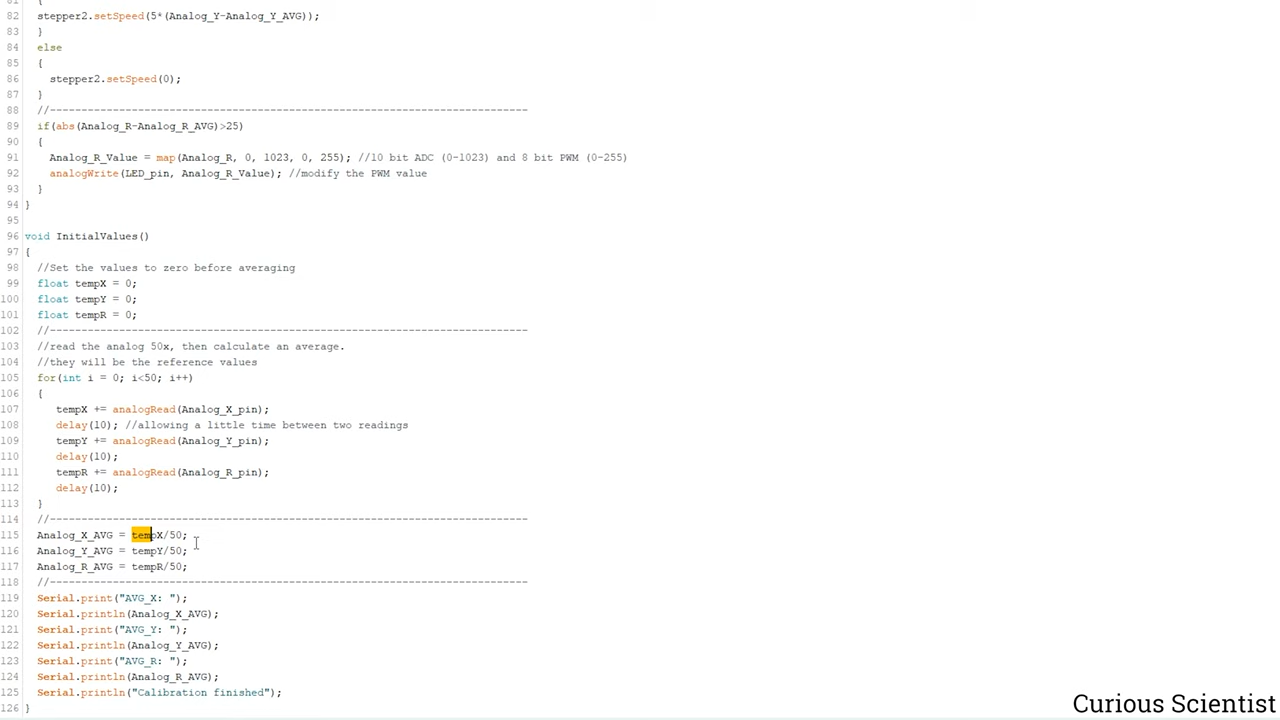 82 stepper2.setSpeed(5*(Analog_Y-Analog_Y_AVG));
83 }
84 else
85 {
86 stepper2.setSpeed(0);
87 }
88 //----------------------------------------------------------------------------
89 if(abs(Analog_R-Analog_R_AVG)>25)
90 {
91 Analog_R_Value = map(Analog_R, 0, 1023, 0, 255); //10 bit ADC (0-1023) and 8 bit PWM (0-255)
92 analogWrite(LED_pin, Analog_R_Value); //modify the PWM value
93 }
94 }
95
96 void InitialValues()
97 {
98 //Set the values to zero before averaging
99 float tempX = 0;
100 float tempY = 0;
101 float tempR = 0;
102 //----------------------------------------------------------------------------
103 //read the analog 50x, then calculate an average.
104 //they will be the reference values
105 for(int i = 0; i<50; i++)
106 {
107 tempX += analogRead(Analog_X_pin);
108 delay(10); //allowing a little time between two readings
109 tempY += analogRead(Analog_Y_pin);
110 delay(10);
111 tempR += analogRead(Analog_R_pin);
112 delay(10);
113 }
114 //----------------------------------------------------------------------------
115 Analog_X_AVG = tempX/50;
116 Analog_Y_AVG = tempY/50;
117 Analog_R_AVG = tempR/50;
118 //----------------------------------------------------------------------------
119 Serial.print("AVG_X: ");
120 Serial.println(Analog_X_AVG);
121 Serial.print("AVG_Y: ");
122 Serial.println(Analog_Y_AVG);
123 Serial.print("AVG_R: ");
124 Serial.println(Analog_R_AVG);
125 Serial.println("Calibration finished");
126 }
Curious Scientist